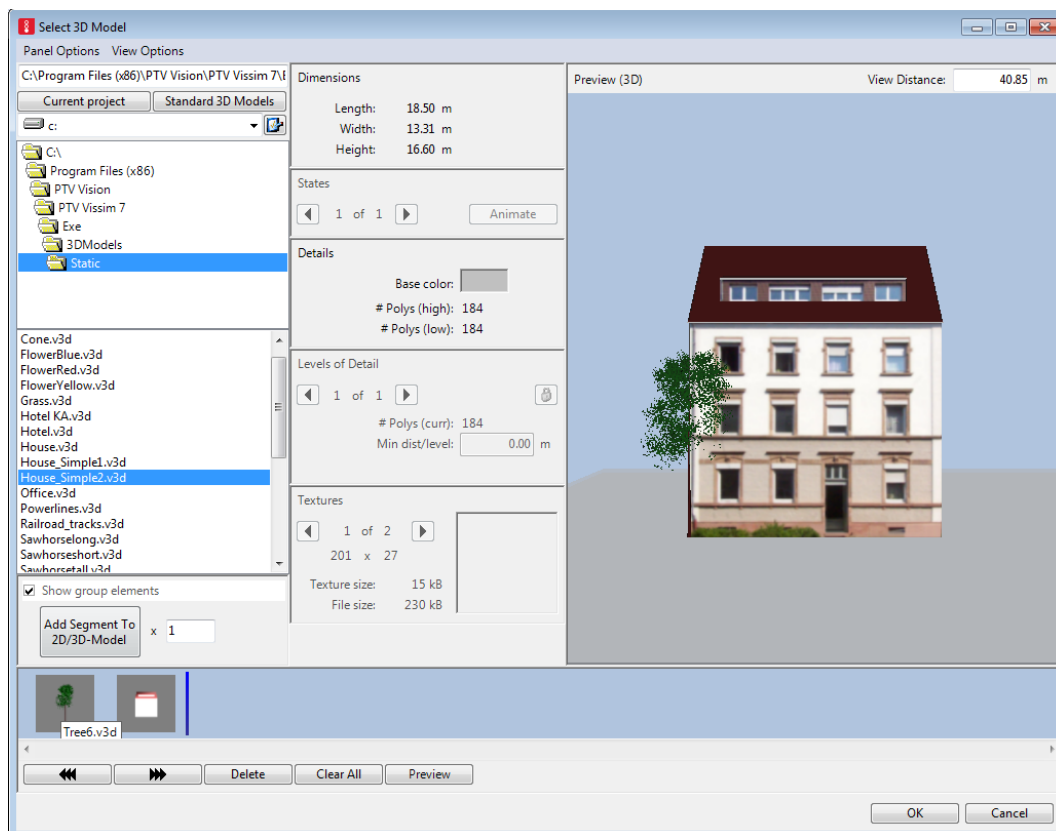 Select 3D Model
Panel Options View Options
C:\Program Files (x86)\PTV Vision\PTV Vissim 7\E
Current project Standard 3D Models
c:
C:\
Program Files (x86)
PTV Vision
PTV Vissim 7
Exe
3DModels
Static
Cone.v3d
FlowerBlue.v3d
FlowerRed.v3d
FlowerYellow.v3d
Grass.v3d
Hotel KA.v3d
Hotel.v3d
House.v3d
House_Simple1.v3d
House_Simple2.v3d
Office.v3d
Powerlines.v3d
Railroad_tracks.v3d
Sawhorselong.v3d
Sawhorseshort.v3d
Sawhorsetall.v3d
Show group elements
Add Segment To
2D/3D-Model
x 1
Dimensions
Length: 18.50 m
Width: 13.31 m
Height: 16.60 m
States
1 of 1 Animate
Details
Base color:
# Polys (high): 184
# Polys (low): 184
Levels of Detail
1 of 1
# Polys (curr): 184
Min dist/level: 0.00 m
Textures
1 of 2
201 x 27
Texture size: 15 kB
File size: 230 kB
Preview (3D) View Distance: 40.85 m
Tree6.v3d
Delete Clear All Preview
OK Cancel